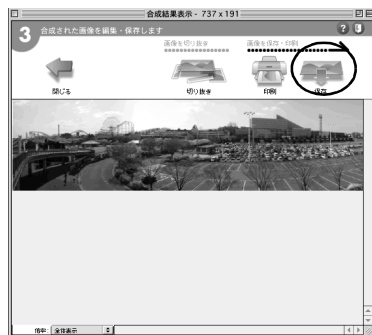 合成結果表示 - 737 x 191
3 合成された画像を編集・保存します
画像を切り抜き
画像を保存・印刷
閉じる
切り抜き
印刷
保存
倍率: 全体表示